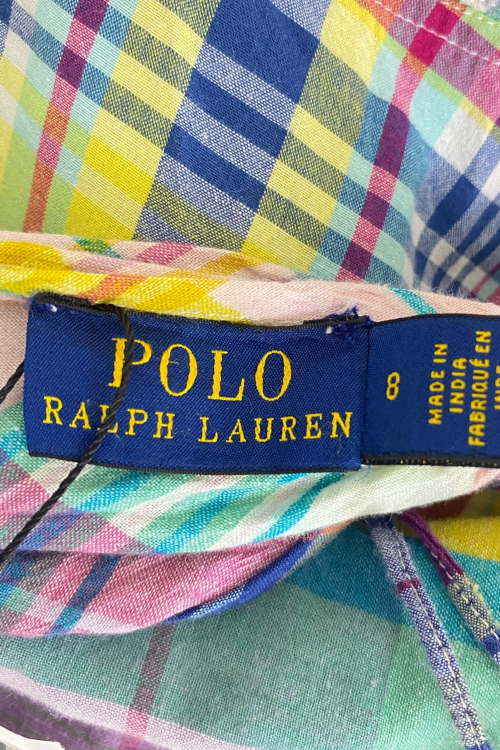 POLO
RALPH LAUREN
8
MADE IN
INDIA
FABRIQUÉ EN